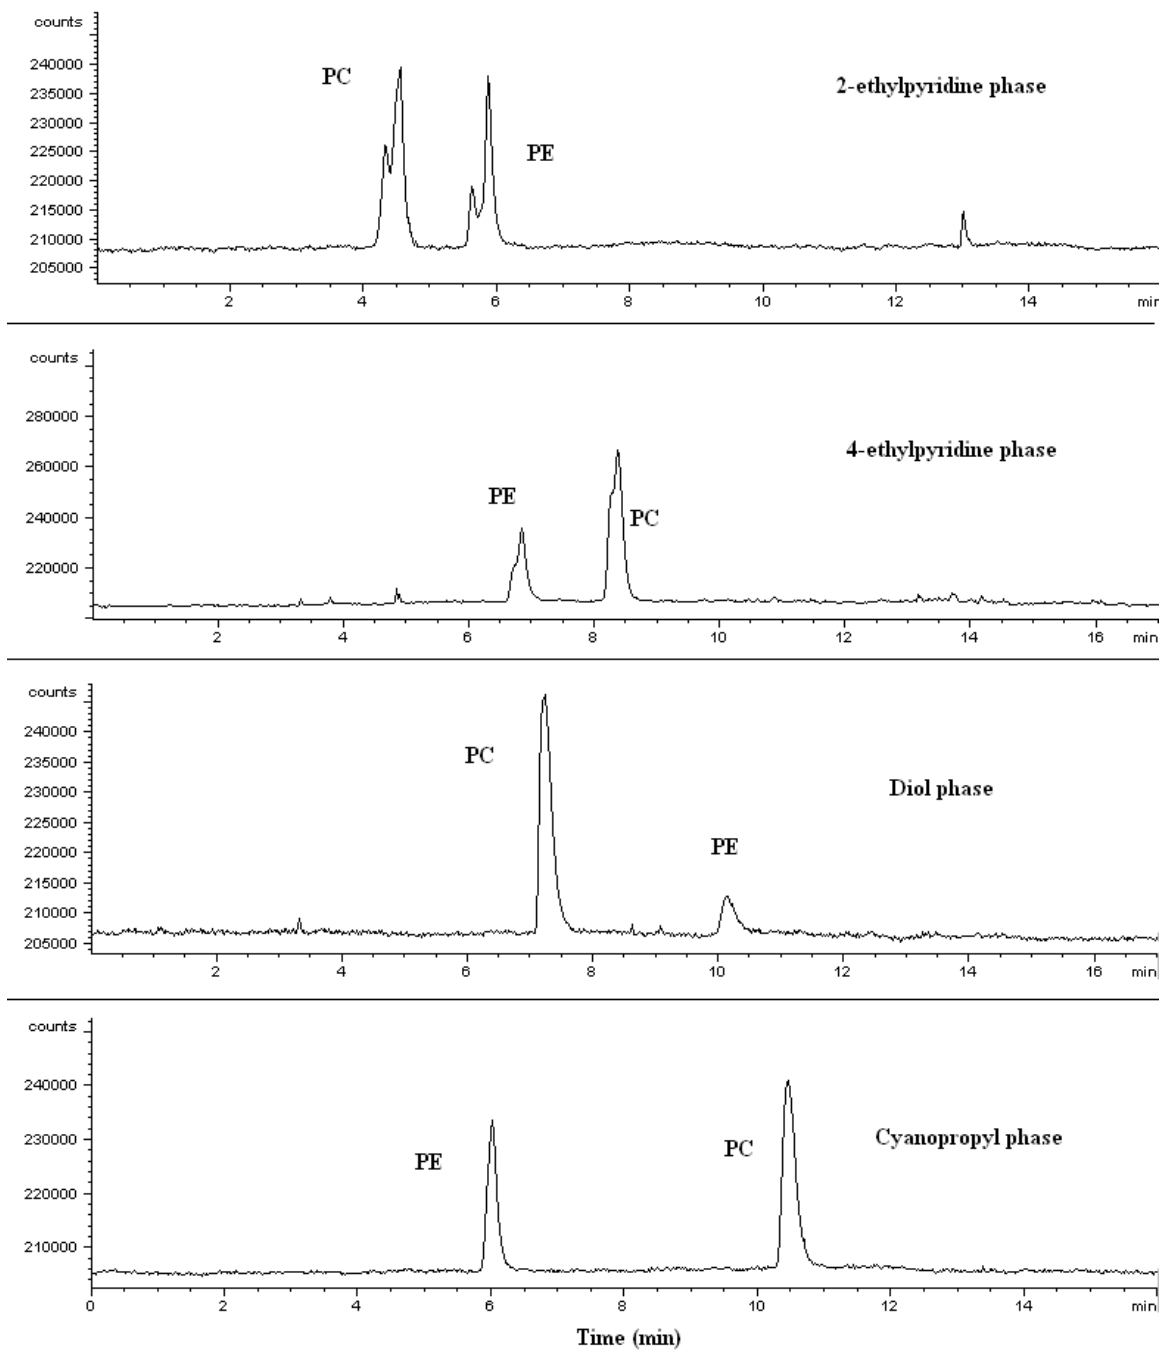 counts
240000
PC
2-ethylpyridine phase
235000
230000
225000
PE
220000
215000
210000
205000
2 4 6 8 10 12 14 min
counts
280000
4-ethylpyridine phase
260000
PE
240000
PC
220000
2 4 6 8 10 12 14 16 min
counts
240000
PC
235000
Diol phase
230000
225000
PE
220000
215000
210000
205000
2 4 6 8 10 12 14 16 min
counts
240000
Cyanopropyl phase
230000
PC
PE
220000
210000
0 2 4 6 8 10 12 14 min
Time (min)